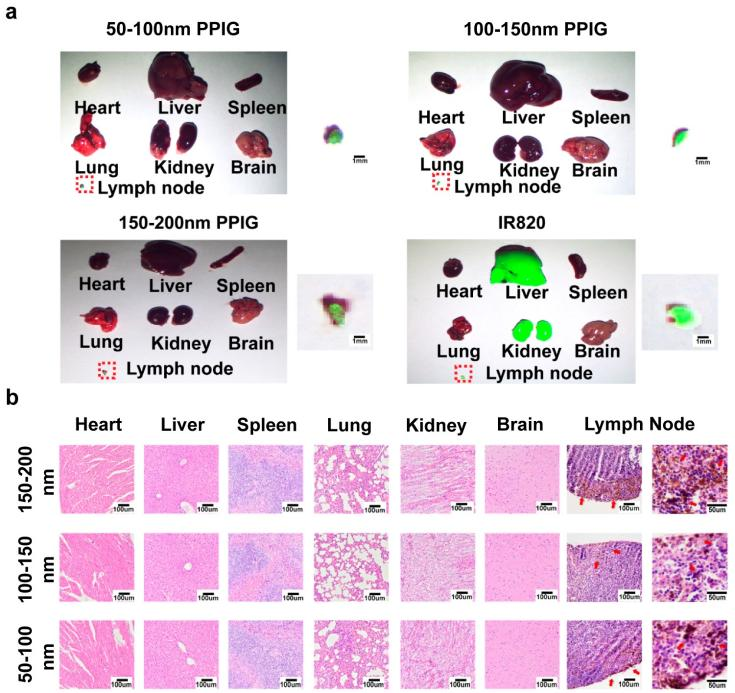 a
50-100nm PPIG
100-150nm PPIG
Heart Liver Spleen
Lung Kidney Brain
Lymph node
1mm
Heart Liver Spleen
Lung Kidney Brain
Lymph node
1mm
150-200nm PPIG
IR820
Heart Liver Spleen
Lung Kidney Brain
Lymph node
1mm
Heart Liver Spleen
Lung Kidney Brain
Lymph node
1mm
b
Heart Liver Spleen Lung Kidney Brain Lymph Node
150-200
nm
100um 100um 100um 100um 100um 100um 100um 50um
100-150
nm
100um 100um 100um 100um 100um 100um 100um 50um
50-100
nm
100um 100um 100um 100um 100um 100um 100um 50um